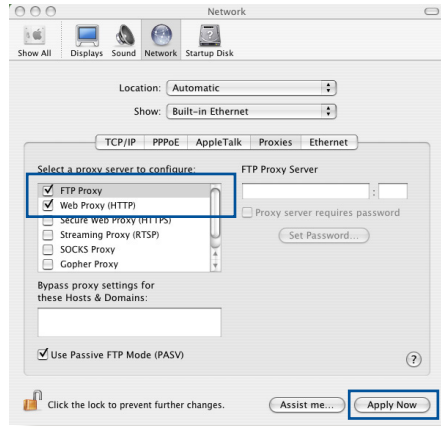 Network
Show All Displays Sound Network Startup Disk
Location: Automatic
Show: Built-in Ethernet
TCP/IP PPPoE AppleTalk Proxies Ethernet
Select a proxy server to configure: FTP Proxy Server
FTP Proxy :
Web Proxy (HTTP) Proxy server requires password
Secure Web Proxy (HTTPS)
Streaming Proxy (RTSP) Set Password...
SOCKS Proxy
Gopher Proxy
Bypass proxy settings for
these Hosts & Domains:
Use Passive FTP Mode (PASV) ?
Click the lock to prevent further changes. Assist me... Apply Now